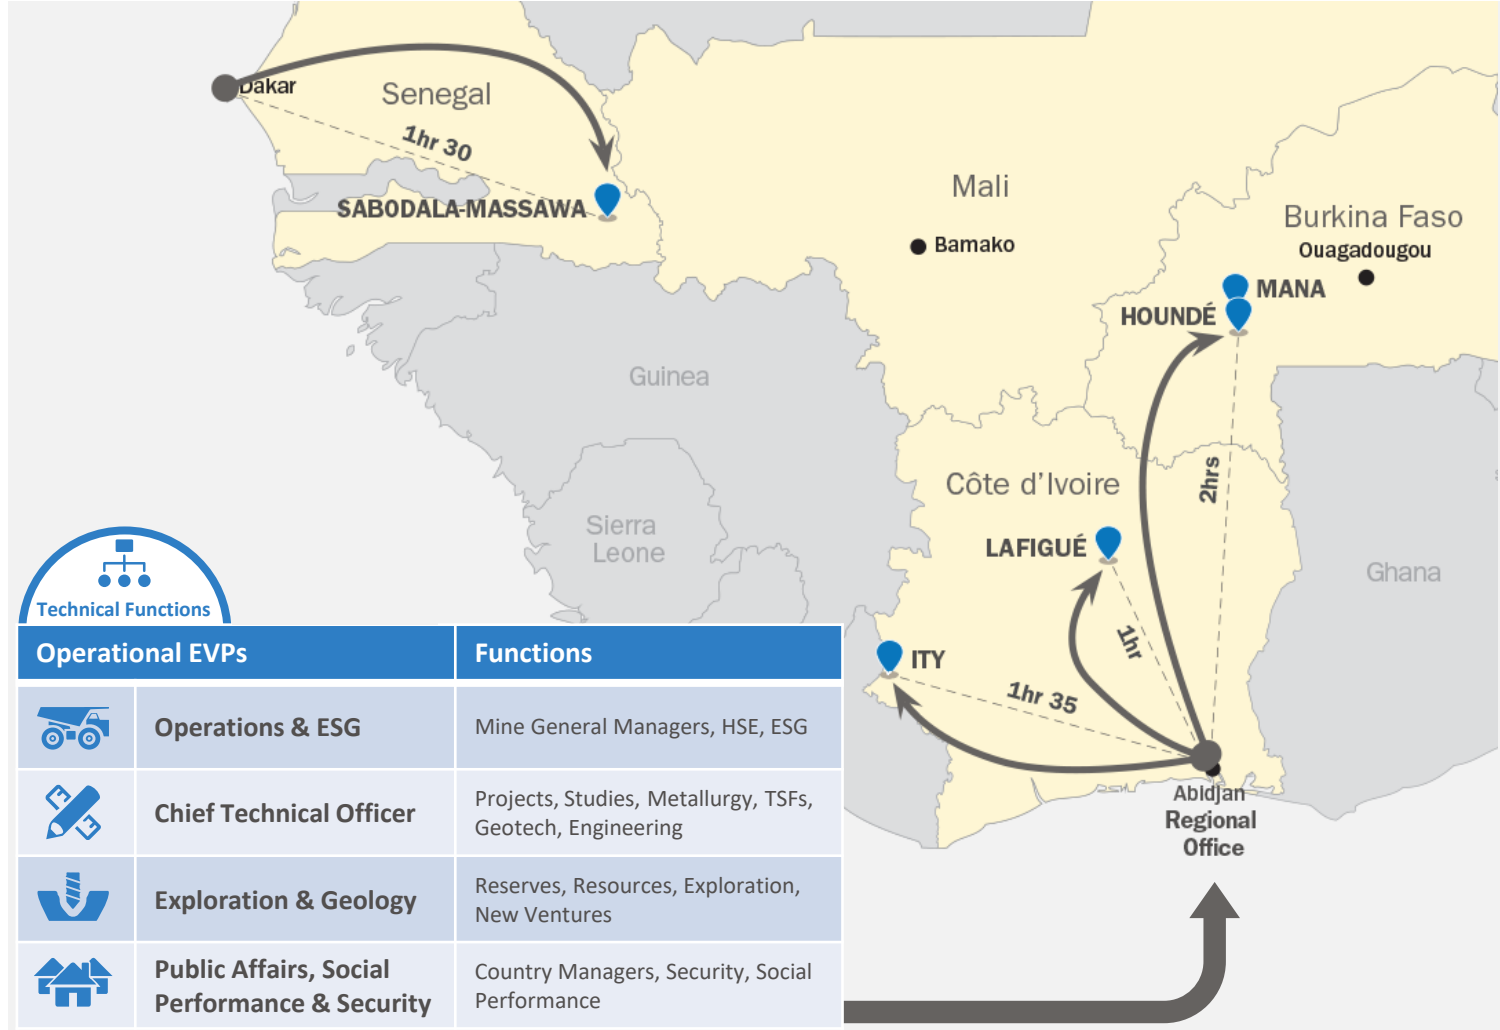 Dakar
Senegal
1hr 30
SABODALA-MASSAWA
Mali
Bamako
Burkina Faso
Ouagadougou
MANA
HOUNDÉ
Guinea
Côte d'Ivoire
2hrs
Sierra
Leone
LAFIGUÉ
Ghana
1hr
ITY
1hr 35
Abidjan
Regional
Office
Technical Functions
Operational EVPs
Functions
Operations & ESG
Mine General Managers, HSE, ESG
Chief Technical Officer
Projects, Studies, Metallurgy, TSFs,
Geotech, Engineering
Exploration & Geology
Reserves, Resources, Exploration,
New Ventures
Public Affairs, Social
Performance & Security
Country Managers, Security, Social
Performance